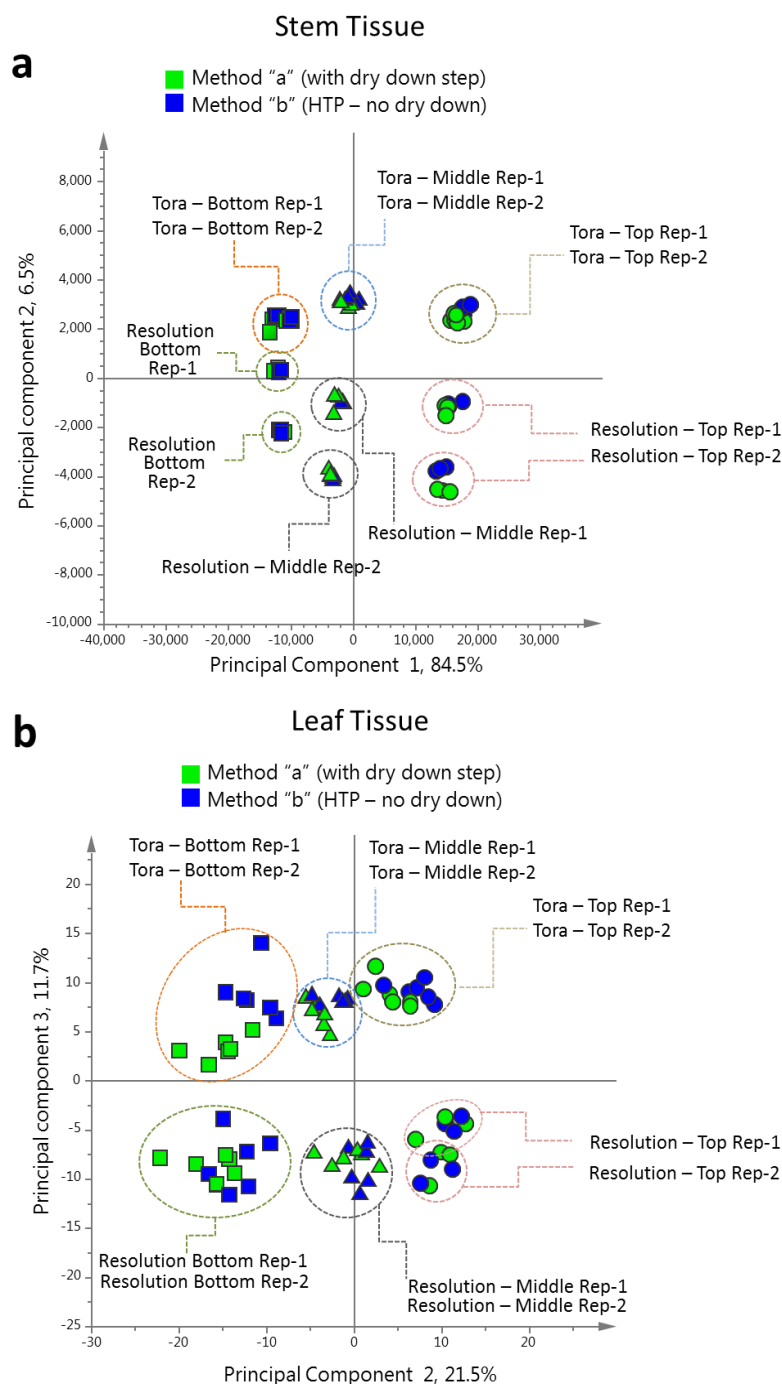 Stem Tissue
a
Method “a” (with dry down step)
Method “b” (HTP – no dry down)
Tora – Bottom Rep-1
Tora – Bottom Rep-2
Tora – Middle Rep-1
Tora – Middle Rep-2
Tora – Top Rep-1
Tora – Top Rep-2
Resolution
Bottom
Rep-1
Resolution
Bottom
Rep-2
Resolution – Top Rep-1
Resolution – Top Rep-2
Resolution – Middle Rep-1
Resolution – Middle Rep-2
Principal component 2, 6.5%
8,000
6,000
4,000
2,000
0
-2,000
-4,000
-6,000
-8,000
-10,000
-40,000
-30,000
-20,000
-10,000
0
10,000
20,000
30,000
Principal Component 1, 84.5%
Leaf Tissue
b
Method “a” (with dry down step)
Method “b” (HTP – no dry down)
Tora – Bottom Rep-1
Tora – Bottom Rep-2
Tora – Middle Rep-1
Tora – Middle Rep-2
Tora – Top Rep-1
Tora – Top Rep-2
Resolution – Top Rep-1
Resolution – Top Rep-2
Resolution Bottom Rep-1
Resolution Bottom Rep-2
Resolution – Middle Rep-1
Resolution – Middle Rep-2
Principal component 3, 11.7%
20
15
10
5
0
-5
-10
-15
-20
-25
-30
-20
-10
0
10
20
Principal Component 2, 21.5%